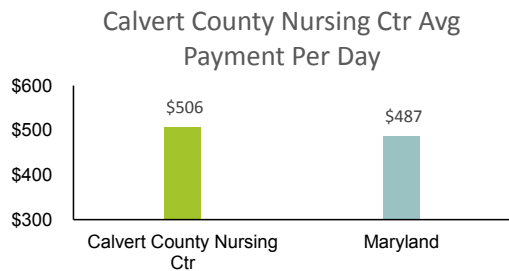 Calvert County Nursing Ctr Avg
Payment Per Day
$600
$500
$400
$300
$506
$487
Calvert County Nursing
Ctr
Maryland